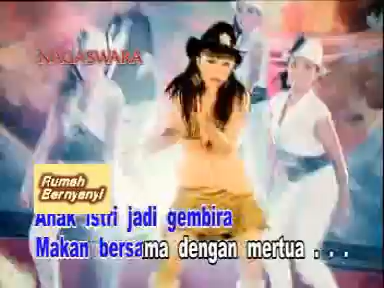 NAGASWARA
Rumah
Bernyanyi
Anak istri jadi gembira
Makan bersama dengan mertua . . .